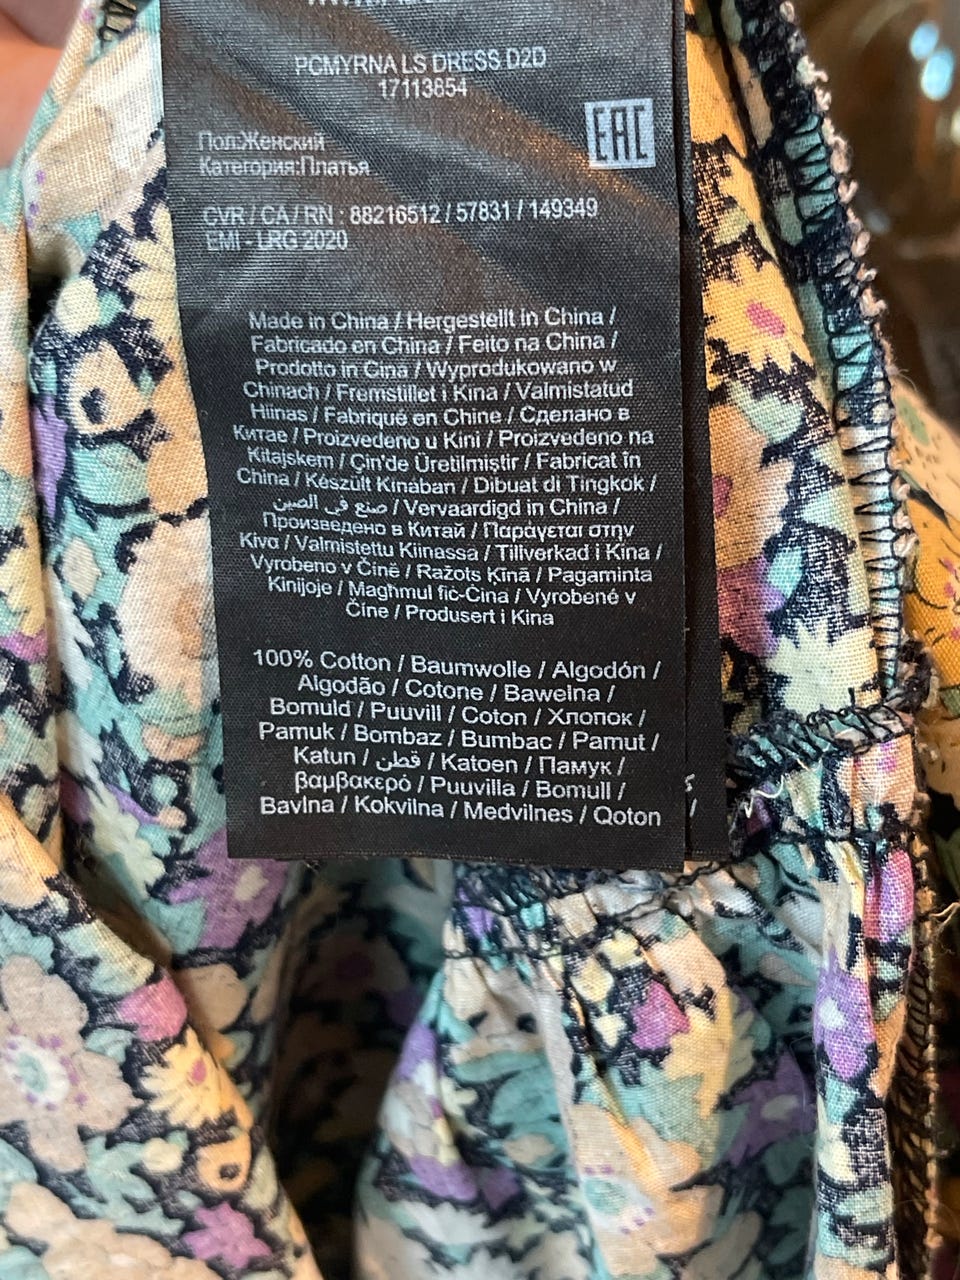 PCMYRNA LS DRESS D2D
17113854
EAC
Пол:Женский
Категория:Платья
CVR / CA / RN : 88216512 / 57831 / 149349
EMI - LRG 2020
Made in China / Hergestellt in China /
Fabricado en China / Feito na China /
Prodotto in Cina / Wyprodukowano w
Chinach / Fremstillet i Kina / Valmistatud
Hiinas / Fabriqué en Chine / Сделано в
Китае / Proizvedeno u Kini / Proizvedeno na
Kitajskem / Çin'de Üretilmiştir / Fabricat în
China / Készült Kínában / Dibuat di Tingkok /
صنع في الصين / Vervaardigd in China /
Произведено в Китай / Παράγεται στην
Κίνα / Valmistettu Kiinassa / Tillverkad i Kina /
Vyrobeno v Číně / Ražots Ķīnā / Pagaminta
Kinijoje / Maghmul fiċ-Ċina / Vyrobené v
Číne / Produsert i Kina
100% Cotton / Baumwolle / Algodón /
Algodão / Cotone / Bawełna /
Bomuld / Puuvill / Coton / Хлопок /
Pamuk / Bombaž / Bumbac / Pamut /
Katun / قطن / Katoen / Памук /
βαμβακερό / Puuvilla / Bomull /
Bavlna / Kokvilna / Medvilnės / Qoton